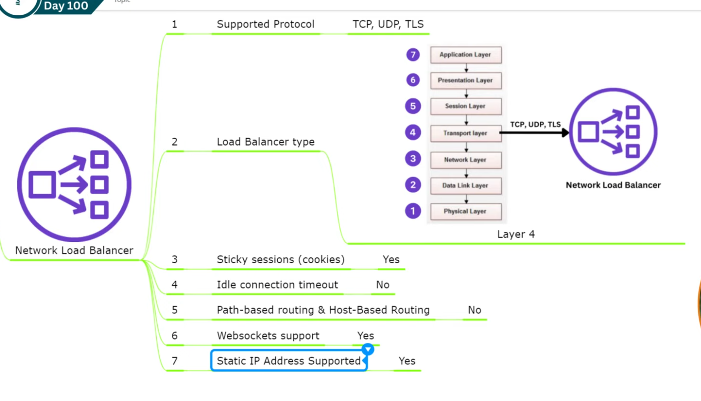 Day 100
Topic
1 Supported Protocol TCP, UDP, TLS
7 Application Layer
6 Presentation Layer
5 Session Layer
4 Transport layer TCP, UDP, TLS
3 Network Layer
2 Data Link Layer
1 Physical Layer
Network Load Balancer
2 Load Balancer type
Layer 4
Network Load Balancer
3 Sticky sessions (cookies) Yes
4 Idle connection timeout No
5 Path-based routing & Host-Based Routing No
6 Websockets support Yes
7 Static IP Address Supported Yes